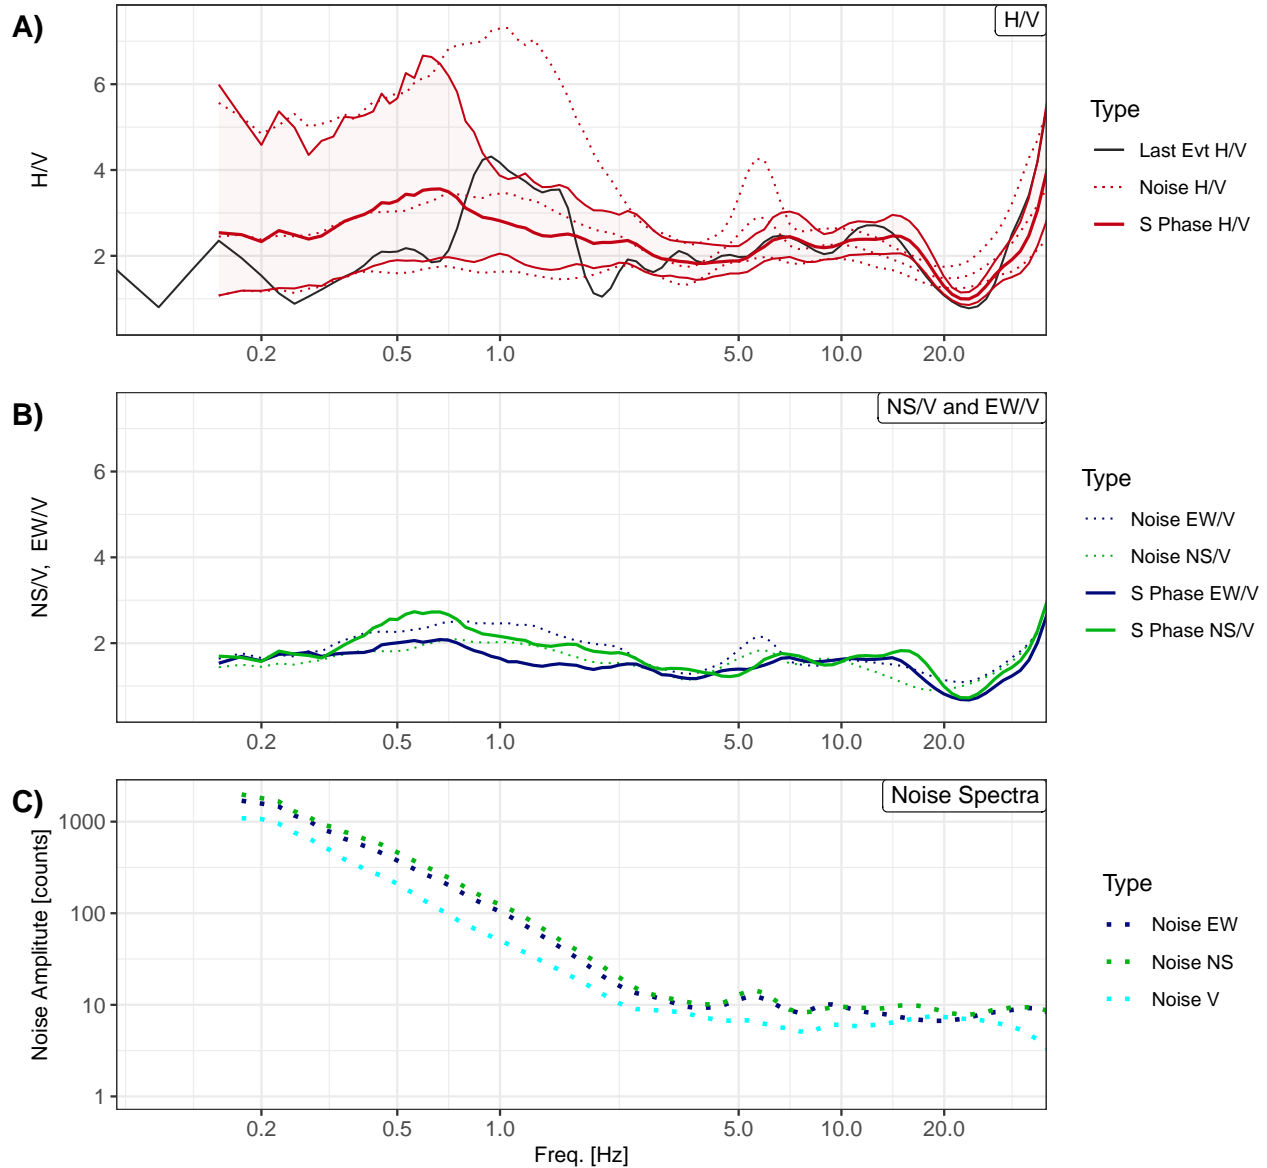 A)
H/V
6
4
2
H/V
0.2 0.5 1.0 5.0 10.0 20.0
Type
Last Evt H/V
Noise H/V
S Phase H/V
B)
NS/V and EW/V
6
4
2
NS/V, EW/V
0.2 0.5 1.0 5.0 10.0 20.0
Type
Noise EW/V
Noise NS/V
S Phase EW/V
S Phase NS/V
C)
Noise Spectra
1000
100
10
1
Noise Amplitute [counts]
0.2 0.5 1.0 5.0 10.0 20.0
Freq. [Hz]
Type
Noise EW
Noise NS
Noise V